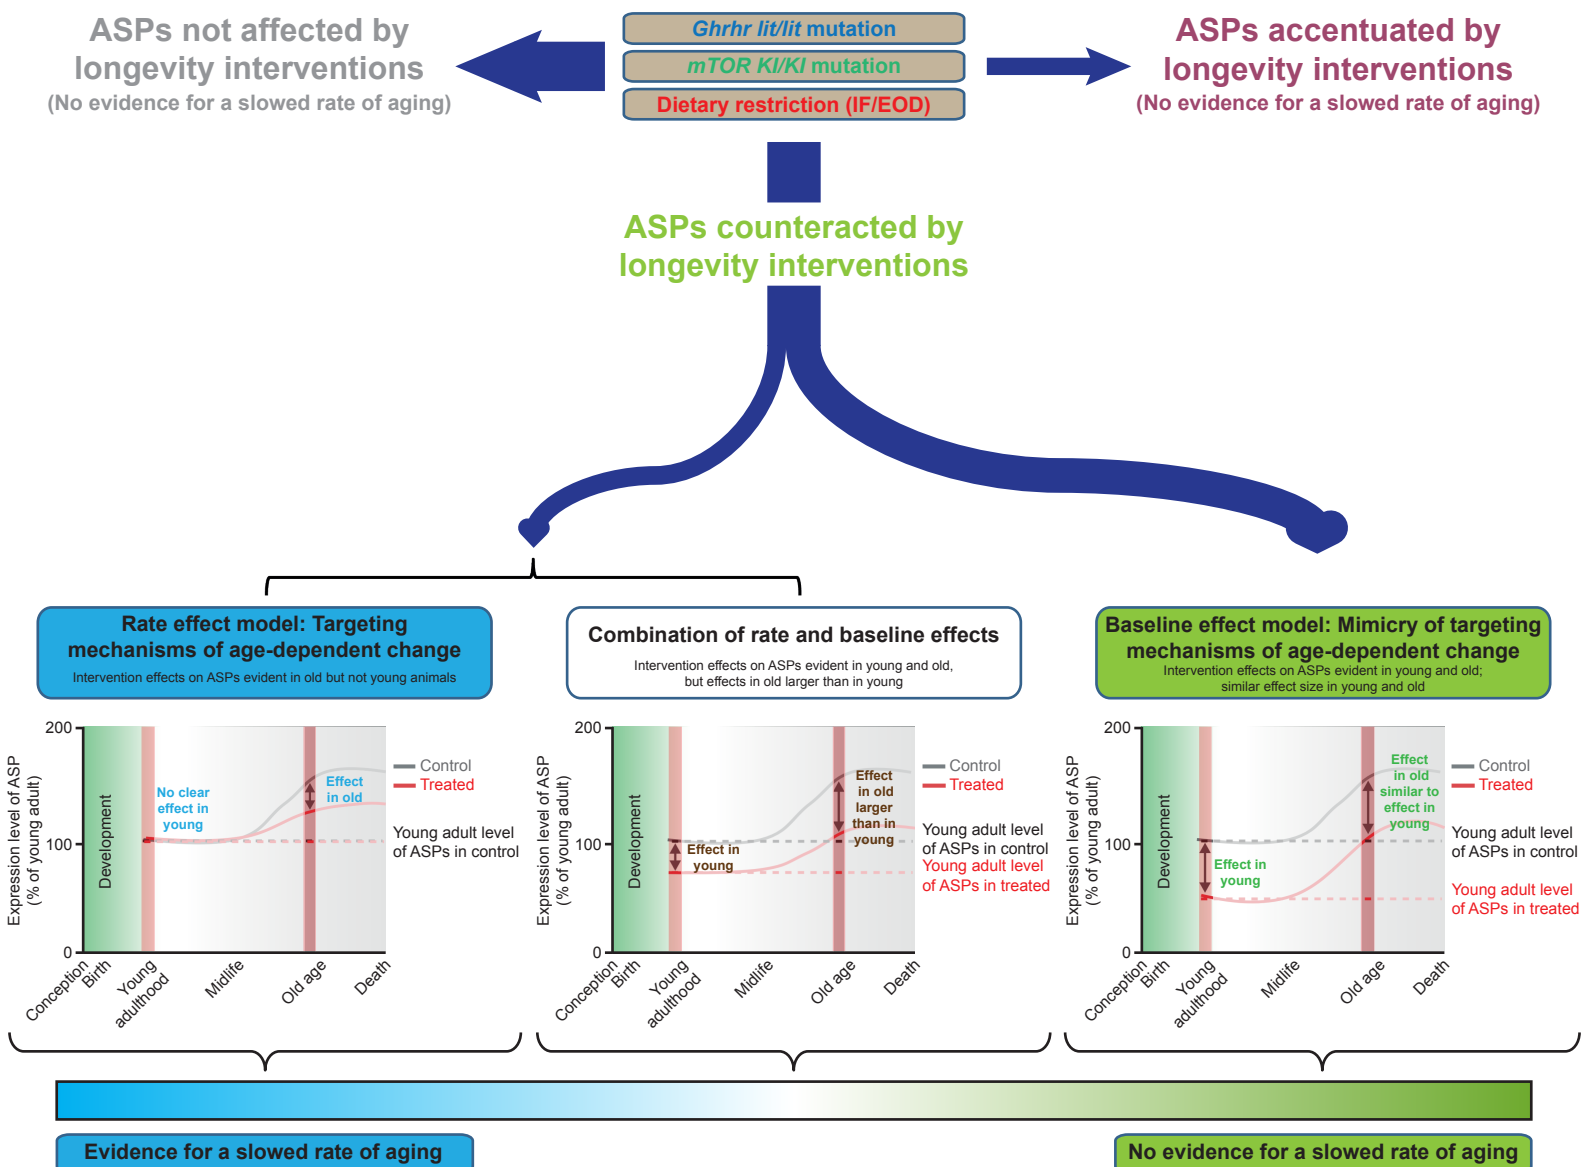 ASPs not affected by
longevity interventions
(No evidence for a slowed rate of aging)
Ghrhr lit/lit mutation
mTOR KI/KI mutation
Dietary restriction (IF/EOD)
ASPs accentuated by
longevity interventions
(No evidence for a slowed rate of aging)
ASPs counteracted by
longevity interventions
Rate effect model: Targeting
mechanisms of age-dependent change
Intervention effects on ASPs evident in old but not young animals
Combination of rate and baseline effects
Intervention effects on ASPs evident in young and old,
but effects in old larger than in young
Baseline effect model: Mimicry of targeting
mechanisms of age-dependent change
Intervention effects on ASPs evident in young and old;
similar effect size in young and old
Expression level of ASP
(% of young adult)
200
100
0
Development
No clear
effect in
young
Effect
in old
Control
Treated
Young adult level
of ASPs in control
Conception
Birth
Young
adulthood
Midlife
Old age
Death
Expression level of ASP
(% of young adult)
200
100
0
Development
Effect in
young
Effect
in old
larger
than in
young
Control
Treated
Young adult level
of ASPs in control
Young adult level
of ASPs in treated
Conception
Birth
Young
adulthood
Midlife
Old age
Death
Expression level of ASP
(% of young adult)
200
100
0
Development
Effect in
young
Effect
in old
similar to
effect in
young
Control
Treated
Young adult level
of ASPs in control
Young adult level
of ASPs in treated
Conception
Birth
Young
adulthood
Midlife
Old age
Death
Evidence for a slowed rate of aging
No evidence for a slowed rate of aging